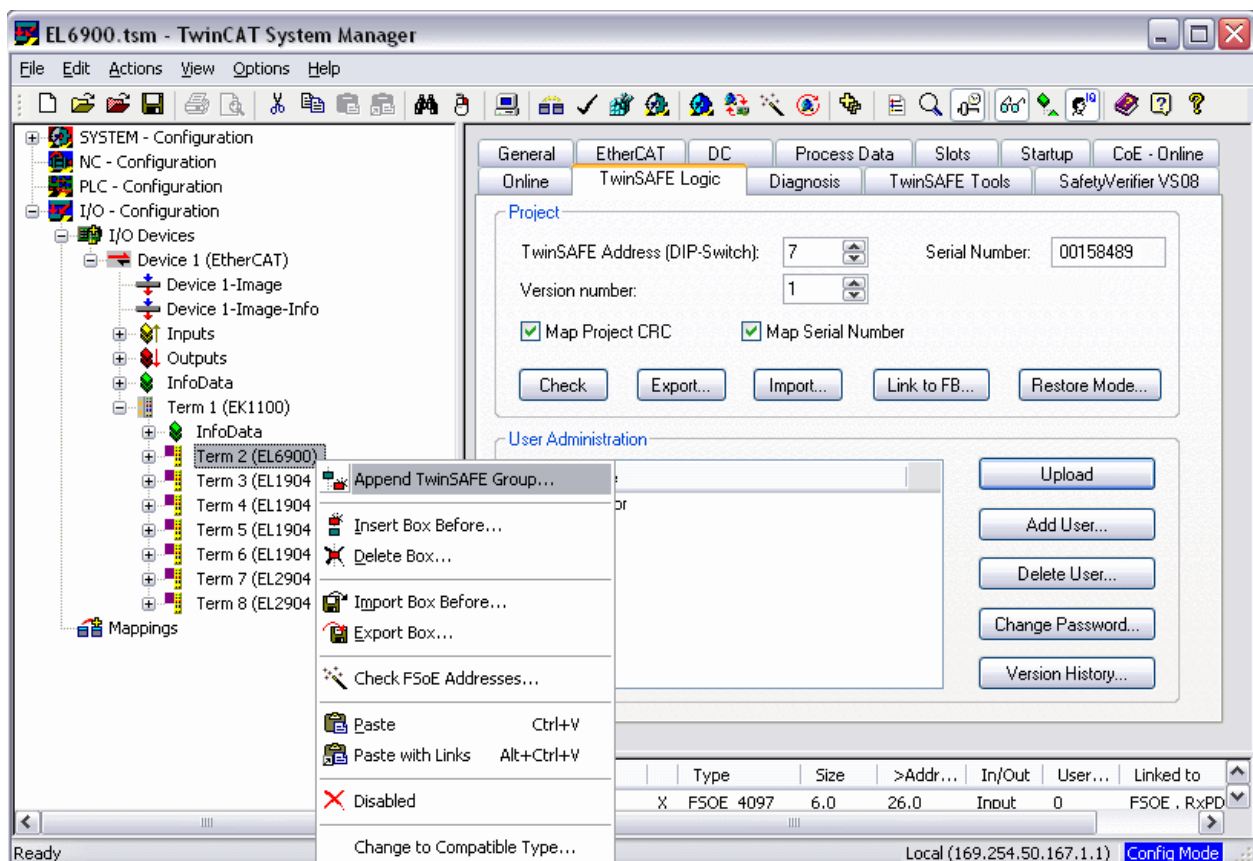 EL6900.tsm - TwinCAT System Manager
File Edit Actions View Options Help
SYSTEM - Configuration
NC - Configuration
PLC - Configuration
I/O - Configuration
I/O Devices
Device 1 (EtherCAT)
Device 1-Image
Device 1-Image-Info
Inputs
Outputs
InfoData
Term 1 (EK1100)
InfoData
Term 2 (EL6900)
Term 3 (EL1904
Term 4 (EL1904
Term 5 (EL1904
Term 6 (EL1904
Term 7 (EL2904
Term 8 (EL2904
Mappings
Append TwinSAFE Group...
Insert Box Before...
Delete Box...
Import Box Before...
Export Box...
Check FSoE Addresses...
Paste Ctrl+V
Paste with Links Alt+Ctrl+V
Disabled
Change to Compatible Type...
General EtherCAT DC Process Data Slots Startup CoE - Online
Online TwinSAFE Logic Diagnosis TwinSAFE Tools SafetyVerifier VS08
Project
TwinSAFE Address (DIP-Switch): 7 Serial Number: 00158489
Version number: 1
Map Project CRC Map Serial Number
Check Export... Import... Link to FB... Restore Mode...
User Administration
Upload
Add User...
Delete User...
Change Password...
Version History...
Type Size >Addr... In/Out User... Linked to
X FSOE_4097 6.0 26.0 Input 0 FSOE . RxPD
Ready Local (169.254.50.167.1.1) Config Mode